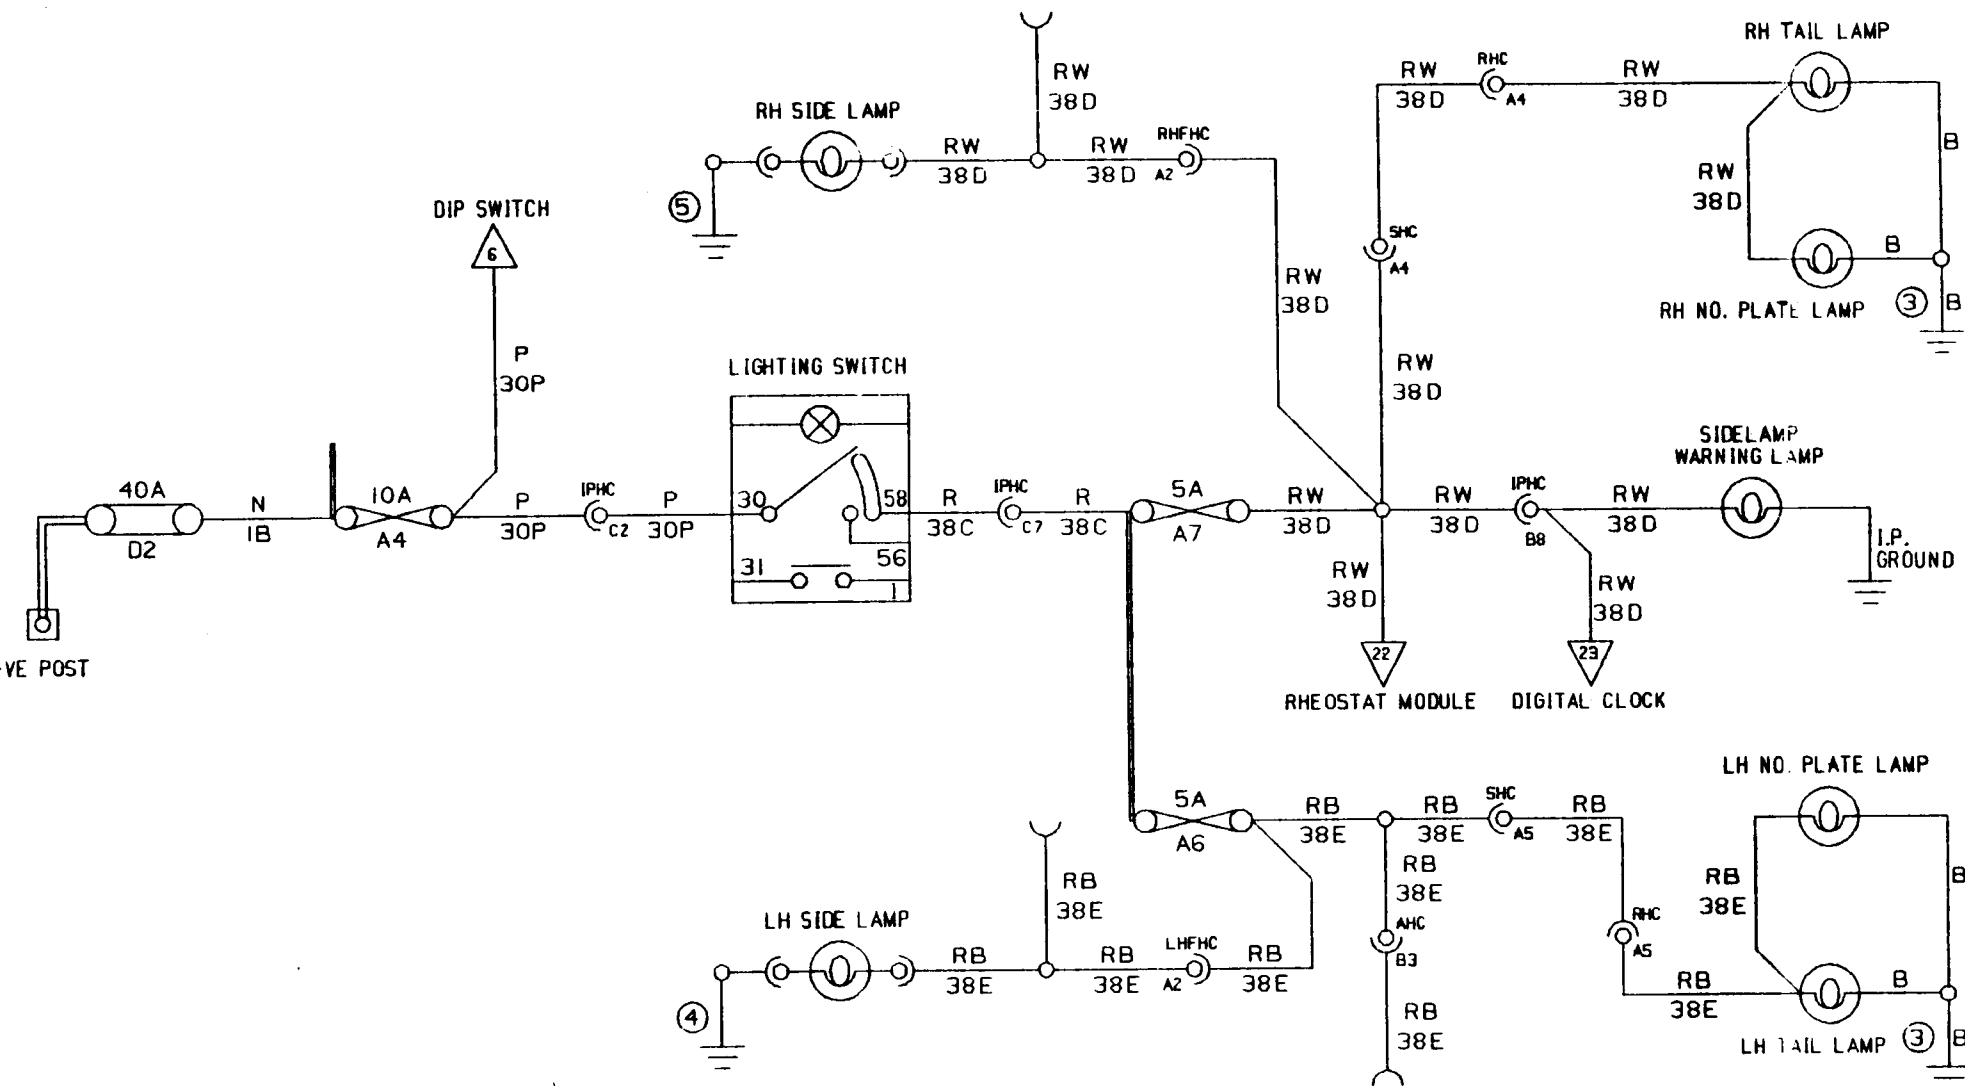 RH TAIL LAMP
RW
38D
RHC
A4
RW
38D
RW
38D
RH SIDE LAMP
RW
38D
RW
38D
RHFHC
A2
B
RW
38D
5
DIP SWITCH
6
SHC
A4
B
RW
38D
RH NO. PLATE LAMP
3
B
P
30P
LIGHTING SWITCH
RW
38D
SIDELAMP
WARNING LAMP
40A
D2
N
1B
10A
A4
P
30P
IPHC
C2
P
30P
30
58
56
31
1
R
38C
IPHC
C7
R
38C
5A
A7
RW
38D
RW
38D
IPHC
B8
RW
38D
I.P.
GROUND
RW
38D
RW
38D
22
23
VE POST
RHEOSTAT MODULE
DIGITAL CLOCK
LH NO. PLATE LAMP
5A
A6
RB
38E
RB
38E
SHC
A5
RB
38E
RB
38E
RB
38E
RB
38E
B
LH SIDE LAMP
RB
38E
RB
38E
LHFHC
A2
RB
38E
AHC
B3
RHC
A5
RB
38E
B
4
RB
38E
LH TAIL LAMP
3
B